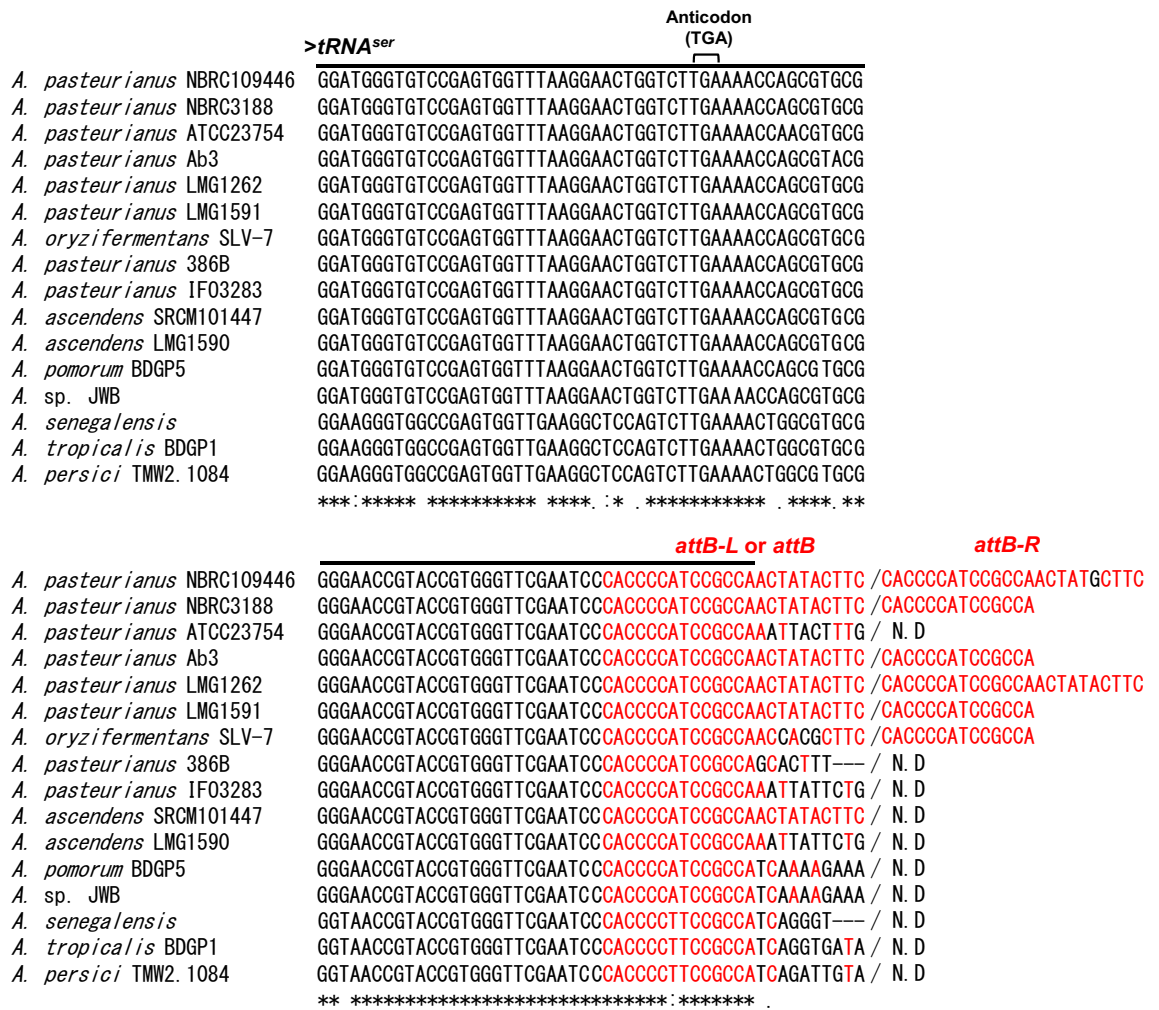 Anticodon
(TGA)
>tRNAser
A. pasteurianus NBRC109446 GGATGGGTGTCCGAGTGGTTTAAGGAACTGGTCTTGAAAACCAGCGTGCG
A. pasteurianus NBRC3188 GGATGGGTGTCCGAGTGGTTTAAGGAACTGGTCTTGAAAACCAGCGTGCG
A. pasteurianus ATCC23754 GGATGGGTGTCCGAGTGGTTTAAGGAACTGGTCTTGAAAACCAACGTGCG
A. pasteurianus Ab3 GGATGGGTGTCCGAGTGGTTTAAGGAACTGGTCTTGAAAACCAGCGTACG
A. pasteurianus LMG1262 GGATGGGTGTCCGAGTGGTTTAAGGAACTGGTCTTGAAAACCAGCGTGCG
A. pasteurianus LMG1591 GGATGGGTGTCCGAGTGGTTTAAGGAACTGGTCTTGAAAACCAGCGTGCG
A. oryzifermentans SLV-7 GGATGGGTGTCCGAGTGGTTTAAGGAACTGGTCTTGAAAACCAGCGTGCG
A. pasteurianus 386B GGATGGGTGTCCGAGTGGTTTAAGGAACTGGTCTTGAAAACCAGCGTGCG
A. pasteurianus IFO3283 GGATGGGTGTCCGAGTGGTTTAAGGAACTGGTCTTGAAAACCAGCGTGCG
A. ascendens SRCM101447 GGATGGGTGTCCGAGTGGTTTAAGGAACTGGTCTTGAAAACCAGCGTGCG
A. ascendens LMG1590 GGATGGGTGTCCGAGTGGTTTAAGGAACTGGTCTTGAAAACCAGCGTGCG
A. pomorum BDGP5 GGATGGGTGTCCGAGTGGTTTAAGGAACTGGTCTTGAAAACCAGCGTGCG
A. sp. JWB GGATGGGTGTCCGAGTGGTTTAAGGAACTGGTCTTGAAAACCAGCGTGCG
A. senegalensis GGAAGGGTGGCCGAGTGGTTGAAGGCTCCAGTCTTGAAAACTGGCGTGCG
A. tropicalis BDGP1 GGAAGGGTGGCCGAGTGGTTGAAGGCTCCAGTCTTGAAAACTGGCGTGCG
A. persici TMW2.1084 GGAAGGGTGGCCGAGTGGTTGAAGGCTCCAGTCTTGAAAACTGGCGTGCG
***:***** ********** ****.:* .*********** .****.**
attB-L or attB attB-R
A. pasteurianus NBRC109446 GGGAACCGTACCGTGGGTTCGAATCCCACCCCATCCGCCAACTATACTTC /CACCCCATCCGCCAACTATGCTTC
A. pasteurianus NBRC3188 GGGAACCGTACCGTGGGTTCGAATCCCACCCCATCCGCCAACTATACTTC /CACCCCATCCGCCA
A. pasteurianus ATCC23754 GGGAACCGTACCGTGGGTTCGAATCCCACCCCATCCGCCAAATTACTTTG / N.D
A. pasteurianus Ab3 GGGAACCGTACCGTGGGTTCGAATCCCACCCCATCCGCCAACTATACTTC /CACCCCATCCGCCA
A. pasteurianus LMG1262 GGGAACCGTACCGTGGGTTCGAATCCCACCCCATCCGCCAACTATACTTC /CACCCCATCCGCCAACTATACTTC
A. pasteurianus LMG1591 GGGAACCGTACCGTGGGTTCGAATCCCACCCCATCCGCCAACTATACTTC /CACCCCATCCGCCA
A. oryzifermentans SLV-7 GGGAACCGTACCGTGGGTTCGAATCCCACCCCATCCGCCAACCACGCTTC /CACCCCATCCGCCA
A. pasteurianus 386B GGGAACCGTACCGTGGGTTCGAATCCCACCCCATCCGCCAGCACTTT--- / N.D
A. pasteurianus IFO3283 GGGAACCGTACCGTGGGTTCGAATCCCACCCCATCCGCCAAATTATTCTG / N.D
A. ascendens SRCM101447 GGGAACCGTACCGTGGGTTCGAATCCCACCCCATCCGCCAACTATACTTC / N.D
A. ascendens LMG1590 GGGAACCGTACCGTGGGTTCGAATCCCACCCCATCCGCCAAATTATTCTG / N.D
A. pomorum BDGP5 GGGAACCGTACCGTGGGTTCGAATCCCACCCCATCCGCCATCAAAAGAAA / N.D
A. sp. JWB GGGAACCGTACCGTGGGTTCGAATCCCACCCCATCCGCCATCAAAAGAAA / N.D
A. senegalensis GGTAACCGTACCGTGGGTTCGAATCCCACCCCTTCCGCCATCAGGGT--- / N.D
A. tropicalis BDGP1 GGTAACCGTACCGTGGGTTCGAATCCCACCCCTTCCGCCATCAGGTGATA / N.D
A. persici TMW2.1084 GGTAACCGTACCGTGGGTTCGAATCCCACCCCTTCCGCCATCAGATTGTA / N.D
** *****************************:******* .